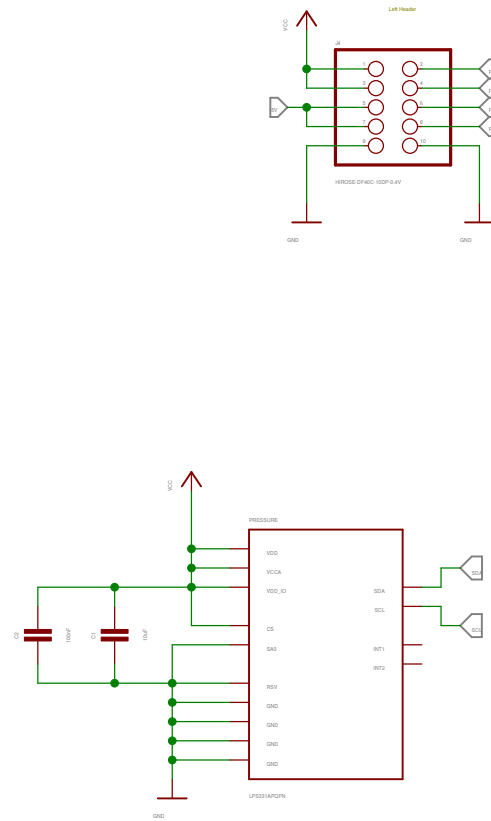 Left Header
VCC
J4
1
2
3
4
5
6
7
8
9
10
5V
HIROSE DF40C-100P-0.4V
GND
GND
VCC
PRESSURE
VDD
VCCA
VDD_IO
CS
SA0
RSV
GND
GND
GND
GND
SDA
SCL
INT1
INT2
SDA
SCL
C2
100nF
C1
10uF
GND